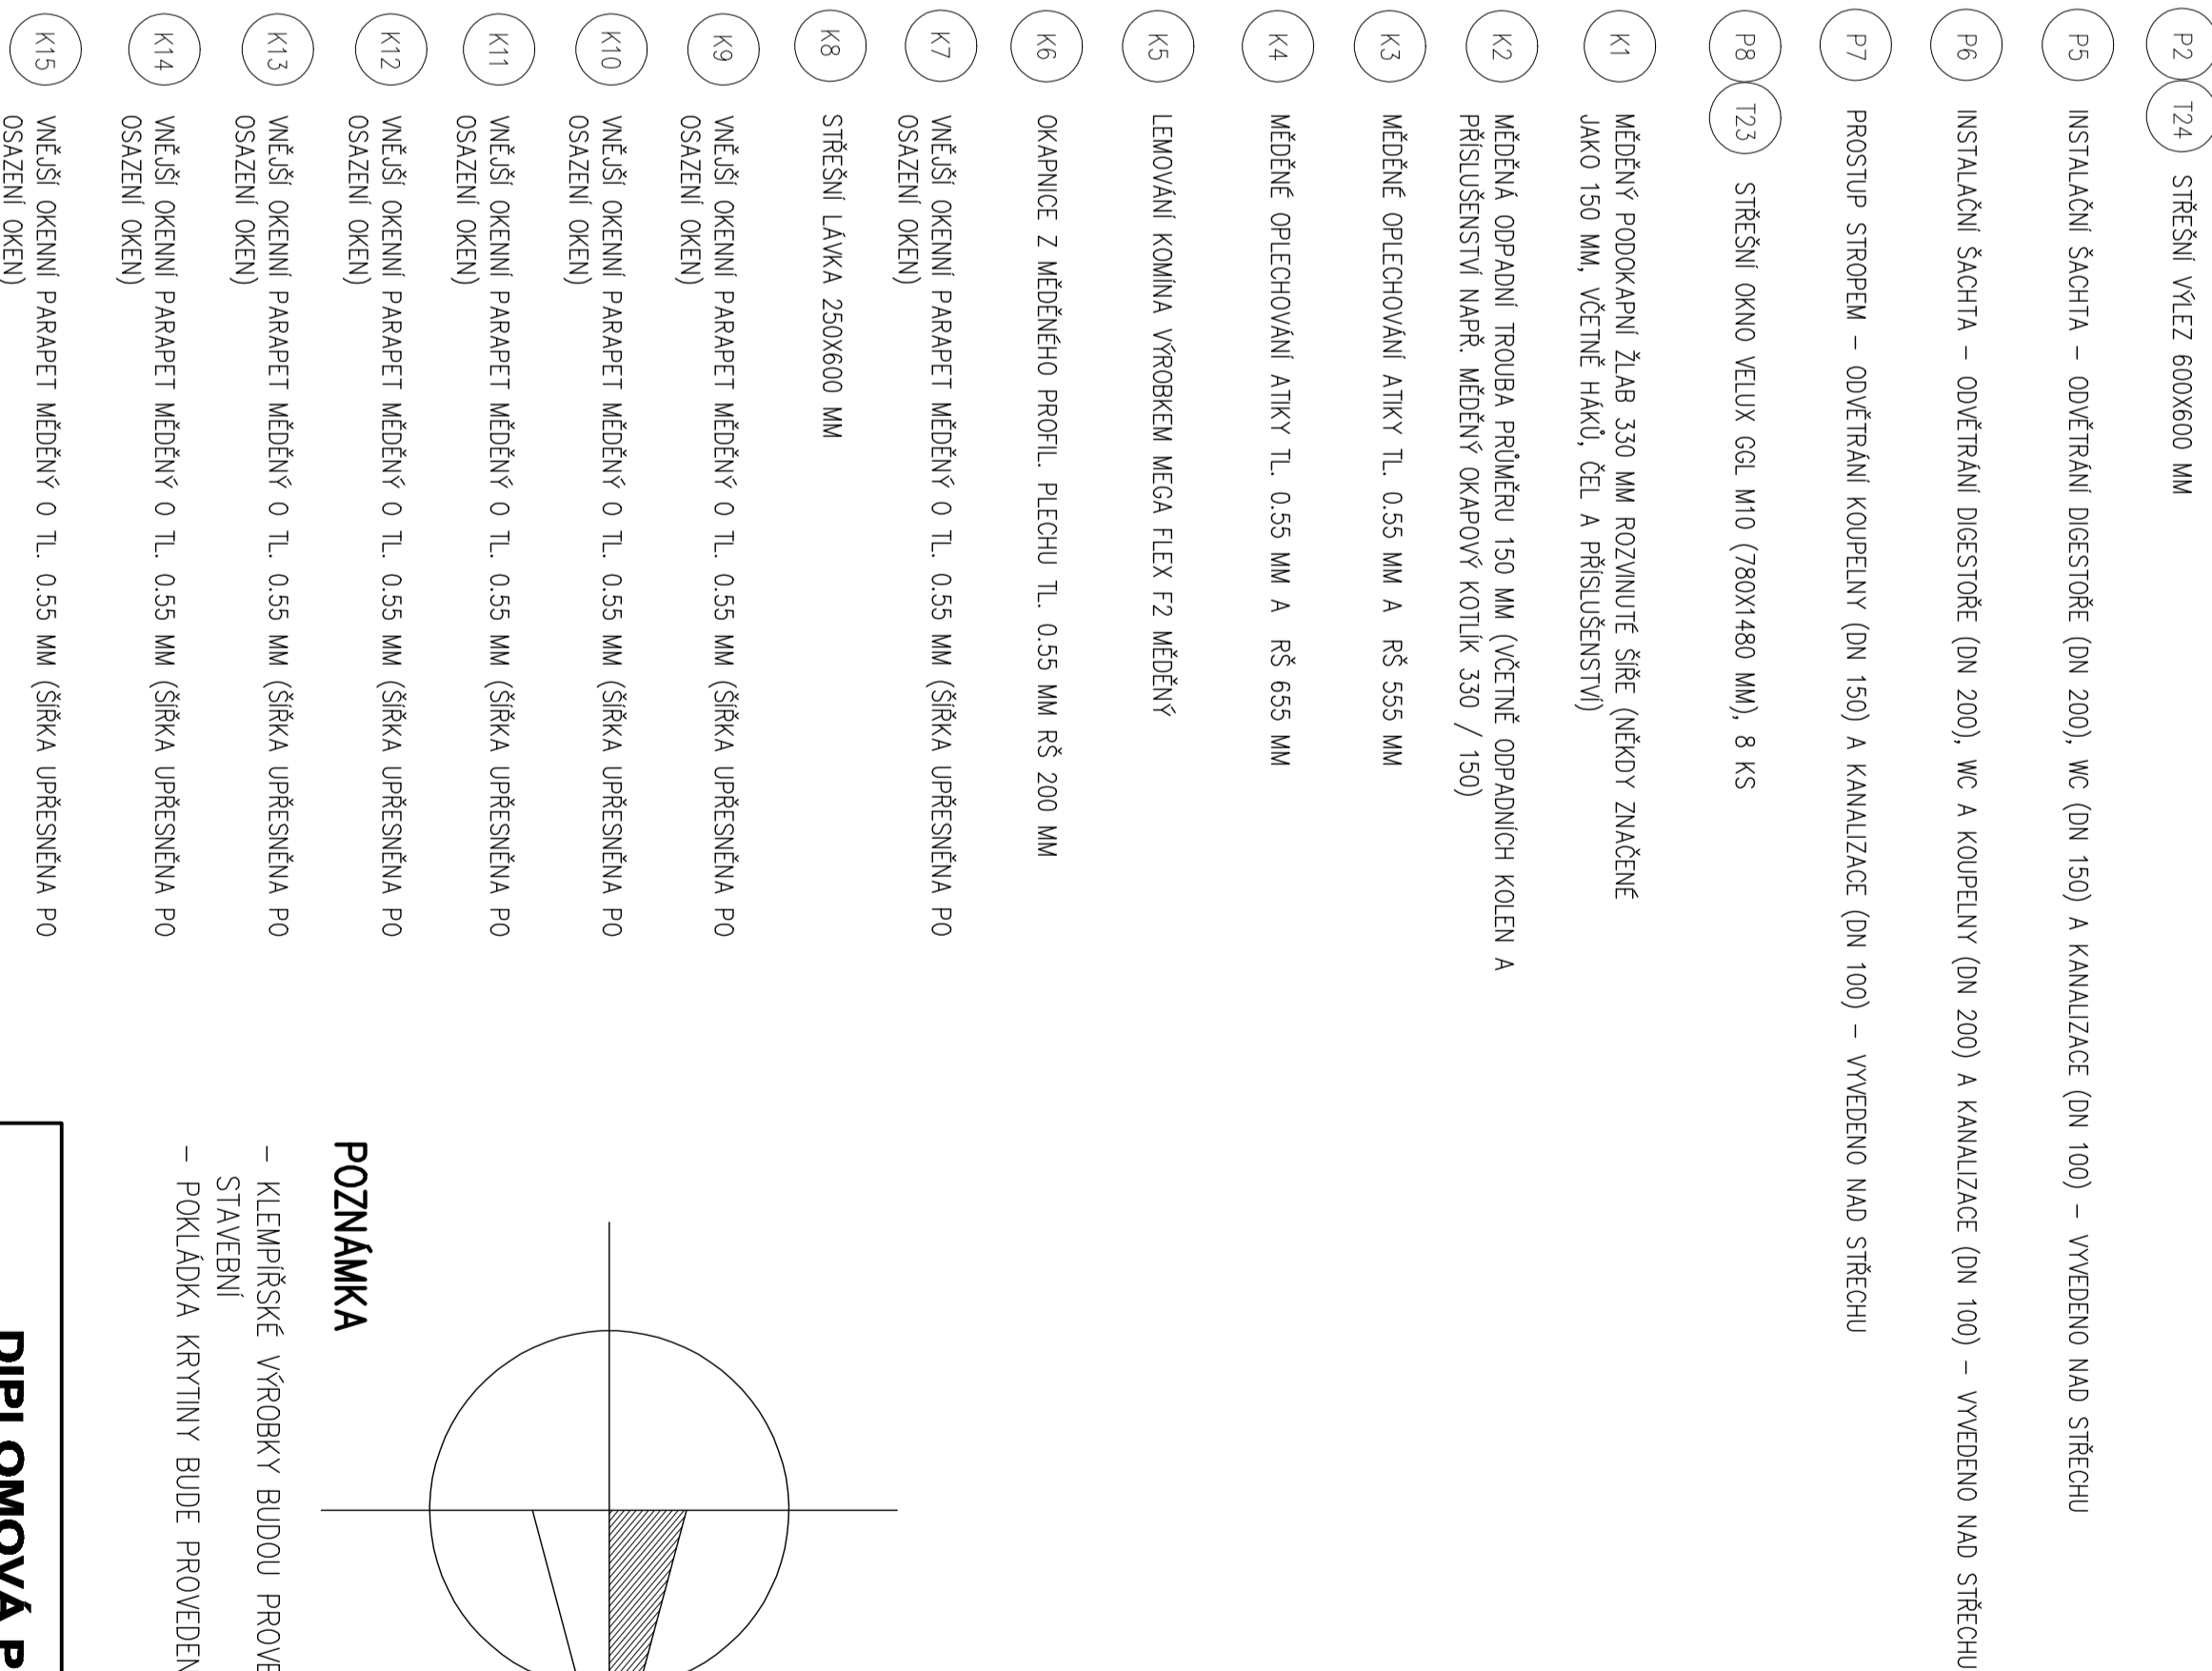 P2 T24 STŘEŠNÍ VÝLEZ 600X600 MM
P5 INSTALAČNÍ ŠACHTA – ODVĚTRÁNÍ DIGESTOŘE (DN 200), WC (DN 150) A KANALIZACE (DN 100) – VYVEDENO NAD STŘECHU
P6 INSTALAČNÍ ŠACHTA – ODVĚTRÁNÍ DIGESTOŘE (DN 200), WC A KOUPELNY (DN 200) A KANALIZACE (DN 100) – VYVEDENO NAD STŘECHU
P7 PROSTUP STROPEM – ODVĚTRÁNÍ KOUPELNY (DN 150) A KANALIZACE (DN 100) – VYVEDENO NAD STŘECHU
P8 T23 STŘEŠNÍ OKNO VELUX GGL M10 (780X1480 MM), 8 KS
K1 MĚDĚNÝ PODOKAPNÍ ŽLAB 330 MM ROZVINUTÉ ŠÍŘE (NĚKDY ZNAČENÉ
JAKO 150 MM, VČETNĚ HÁKŮ, ČEL A PŘÍSLUŠENSTVÍ)
K2 MĚDĚNÁ ODPADNÍ TROUBA PRŮMĚRU 150 MM (VČETNĚ ODPADNÍCH KOLEN A
PŘÍSLUŠENSTVÍ NAPŘ. MĚDĚNÝ OKAPOVÝ KOTLÍK 330 / 150)
K3 MĚDĚNÉ OPLECHOVÁNÍ ATIKY TL. 0.55 MM A RŠ 555 MM
K4 MĚDĚNÉ OPLECHOVÁNÍ ATIKY TL. 0.55 MM A RŠ 655 MM
K5 LEMOVÁNÍ KOMÍNA VÝROBKEM MEGA FLEX F2 MĚDĚNÝ
K6 OKAPNICE Z MĚDĚNÉHO PROFIL. PLECHU TL. 0.55 MM RŠ 200 MM
K7 VNĚJŠÍ OKENNÍ PARAPET MĚDĚNÝ O TL. 0.55 MM (ŠÍŘKA UPŘESNĚNA PO
OSAZENÍ OKEN)
K8 STŘEŠNÍ LÁVKA 250X600 MM
K9 VNĚJŠÍ OKENNÍ PARAPET MĚDĚNÝ O TL. 0.55 MM (ŠÍŘKA UPŘESNĚNA PO
OSAZENÍ OKEN)
K10 VNĚJŠÍ OKENNÍ PARAPET MĚDĚNÝ O TL. 0.55 MM (ŠÍŘKA UPŘESNĚNA PO
OSAZENÍ OKEN)
K11 VNĚJŠÍ OKENNÍ PARAPET MĚDĚNÝ O TL. 0.55 MM (ŠÍŘKA UPŘESNĚNA PO
OSAZENÍ OKEN)
K12 VNĚJŠÍ OKENNÍ PARAPET MĚDĚNÝ O TL. 0.55 MM (ŠÍŘKA UPŘESNĚNA PO
OSAZENÍ OKEN)
K13 VNĚJŠÍ OKENNÍ PARAPET MĚDĚNÝ O TL. 0.55 MM (ŠÍŘKA UPŘESNĚNA PO
OSAZENÍ OKEN)
K14 VNĚJŠÍ OKENNÍ PARAPET MĚDĚNÝ O TL. 0.55 MM (ŠÍŘKA UPŘESNĚNA PO
OSAZENÍ OKEN)
K15 VNĚJŠÍ OKENNÍ PARAPET MĚDĚNÝ O TL. 0.55 MM (ŠÍŘKA UPŘESNĚNA PO
OSAZENÍ OKEN)
POZNÁMKA
– KLEMPÍŘSKÉ VÝROBKY BUDOU PROVE
STAVEBNÍ
– POKLÁDKA KRYTINY BUDE PROVEDEN
DIPLOMOVÁ P